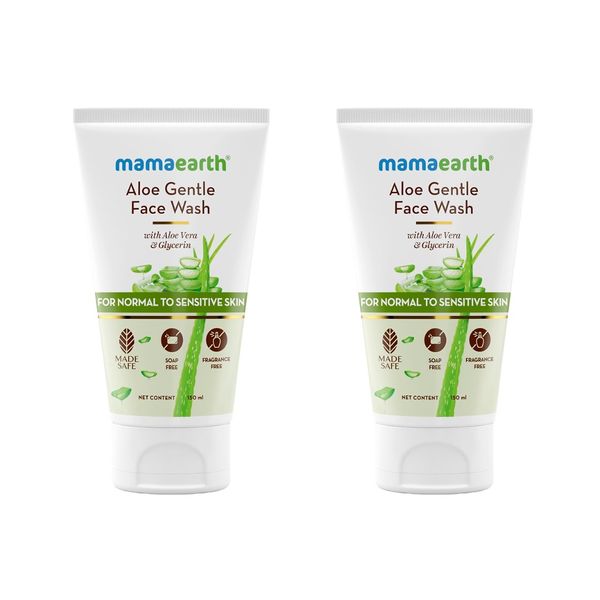 mamaearth®
Aloe Gentle
Face Wash
with Aloe Vera
& Glycerin
FOR NORMAL TO SENSITIVE SKIN
MADE
SAFE
SOAP
FREE
FRAGRANCE
FREE
NET CONTENT 150 ml
mamaearth®
Aloe Gentle
Face Wash
with Aloe Vera
& Glycerin
FOR NORMAL TO SENSITIVE SKIN
MADE
SAFE
SOAP
FREE
FRAGRANCE
FREE
NET CONTENT 150 ml